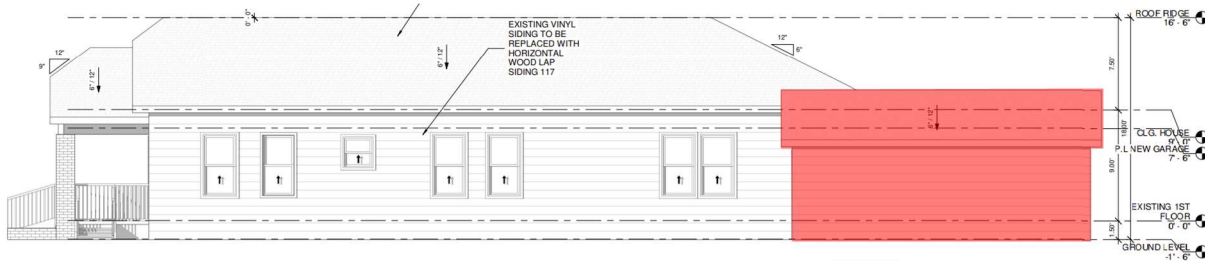 0' - 0"
EXISTING VINYL
SIDING TO BE
REPLACED WITH
HORIZONTAL
WOOD LAP
SIDING 117
12"
9"
6" / 12"
6" / 12"
12"
6"
6" / 12"
ROOF RIDGE
16' - 6"
7.50'
18.00'
CLG. HOUSE
9' - 0"
P.L NEW GARAGE
7' - 6"
9.00'
EXISTING 1ST
FLOOR
0' - 0"
1.50'
GROUND LEVEL
-1' - 6"